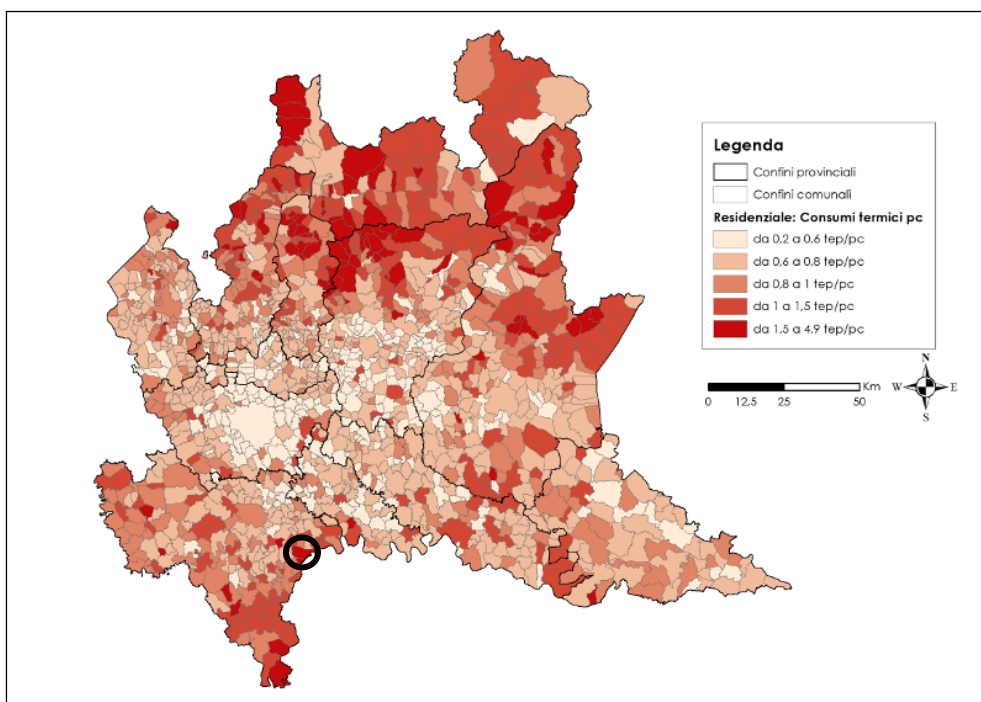 Legenda
Confini provinciali
Confini comunali
Residenziale: Consumi termici pc
da 0,2 a 0,6 tep/pc
da 0,6 a 0,8 tep/pc
da 0,8 a 1 tep/pc
da 1 a 1,5 tep/pc
da 1,5 a 4,9 tep/pc
N
Km W E
0 12,5 25 50
S